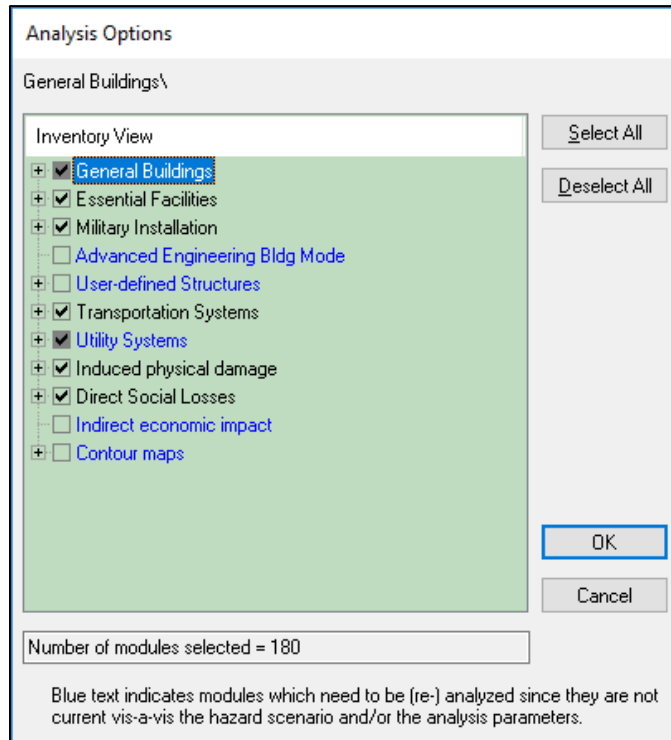 Analysis Options
General Buildings\
Inventory View
General Buildings
Essential Facilities
Military Installation
Advanced Engineering Bldg Mode
User-defined Structures
Transportation Systems
Utility Systems
Induced physical damage
Direct Social Losses
Indirect economic impact
Contour maps
Select All
Deselect All
OK
Cancel
Number of modules selected = 180
Blue text indicates modules which need to be (re-) analyzed since they are not
current vis-a-vis the hazard scenario and/or the analysis parameters.